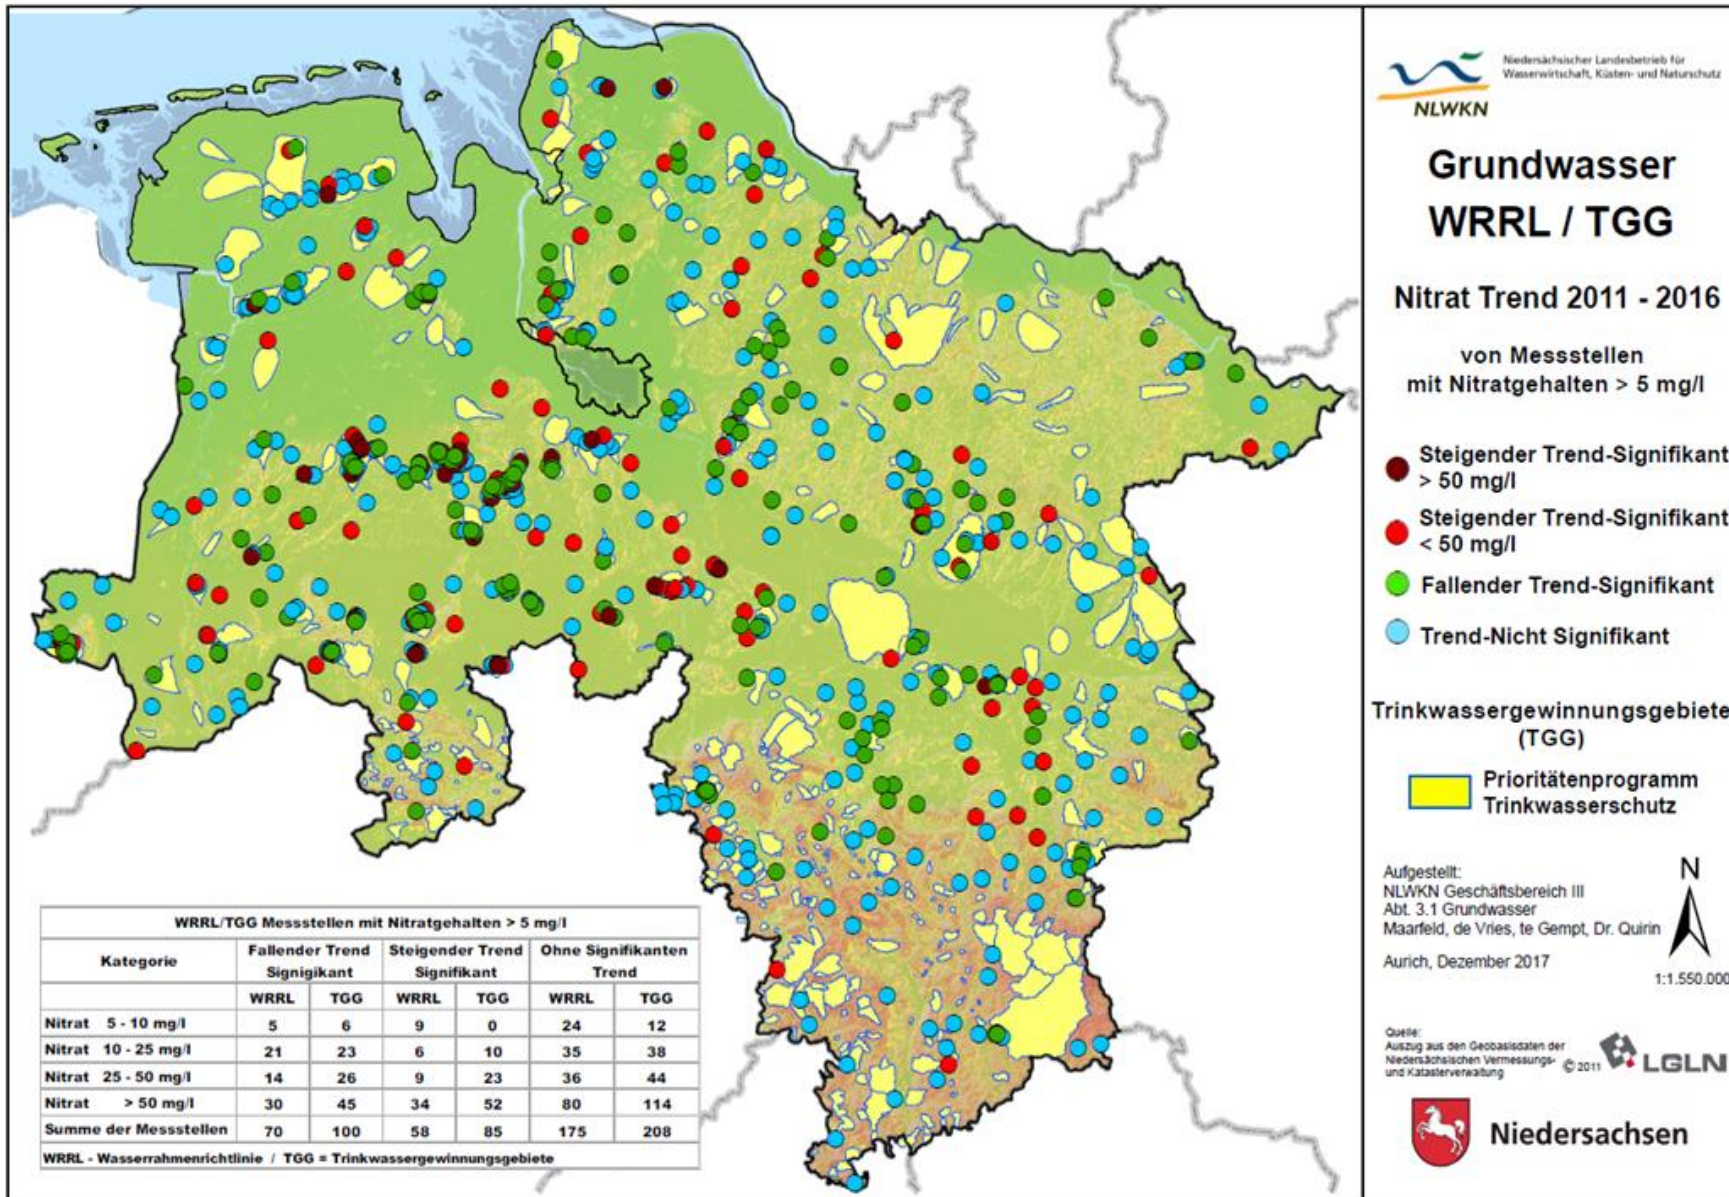 Niedersächsischer Landesbetrieb für
Wasserwirtschaft, Küsten- und Naturschutz
NLWKN
Grundwasser
WRRL / TGG
Nitrat Trend 2011 - 2016
von Messstellen
mit Nitratgehalten > 5 mg/l
Steigender Trend-Signifikant
> 50 mg/l
Steigender Trend-Signifikant
< 50 mg/l
Fallender Trend-Signifikant
Trend-Nicht Signifikant
Trinkwassergewinnungsgebiete
(TGG)
Prioritätenprogramm
Trinkwasserschutz
Aufgestellt:
NLWKN Geschäftsbereich III
Abt. 3.1 Grundwasser
Maarfeld, de Vries, te Gempt, Dr. Quirin
Aurich, Dezember 2017
N
1:1.550.000
Quelle:
Auszug aus den Geobasisdaten der
Niedersächsischen Vermessungs-
und Katasterverwaltung © 2011 LGLN
Niedersachsen
WRRL/TGG Messstellen mit Nitratgehalten > 5 mg/l
Kategorie Fallender Trend Signigikant Steigender Trend Signifikant Ohne Signifikanten Trend
WRRL TGG WRRL TGG WRRL TGG
Nitrat 5 - 10 mg/l 5 6 9 0 24 12
Nitrat 10 - 25 mg/l 21 23 6 10 35 38
Nitrat 25 - 50 mg/l 14 26 9 23 36 44
Nitrat > 50 mg/l 30 45 34 52 80 114
Summe der Messstellen 70 100 58 85 175 208
WRRL - Wasserrahmenrichtlinie / TGG = Trinkwassergewinnungsgebiete